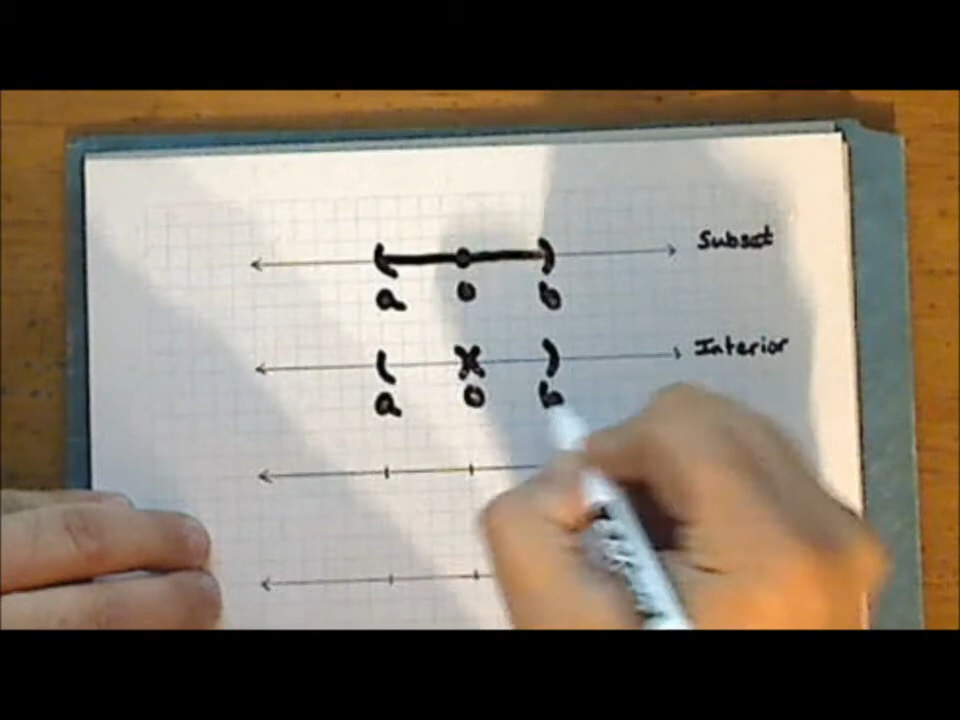 ( ) Subset
a o b
( x ) Interior
a o b